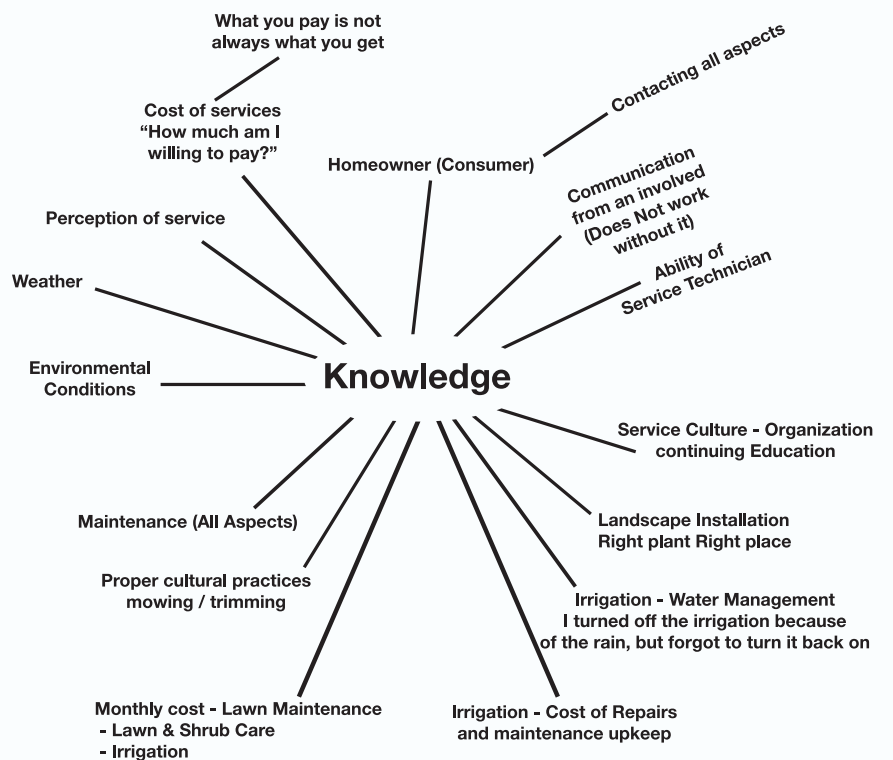 What you pay is not
always what you get
Cost of services
“How much am I
willing to pay?”
Homeowner (Consumer)
Contacting all aspects
Communication
from an involved
(Does Not work
without it)
Ability of
Service Technician
Perception of service
Weather
Environmental
Conditions
Knowledge
Service Culture - Organization
continuing Education
Landscape Installation
Right plant Right place
Irrigation - Water Management
I turned off the irrigation because
of the rain, but forgot to turn it back on
Maintenance (All Aspects)
Proper cultural practices
mowing / trimming
Monthly cost - Lawn Maintenance
- Lawn & Shrub Care
- Irrigation
Irrigation - Cost of Repairs
and maintenance upkeep